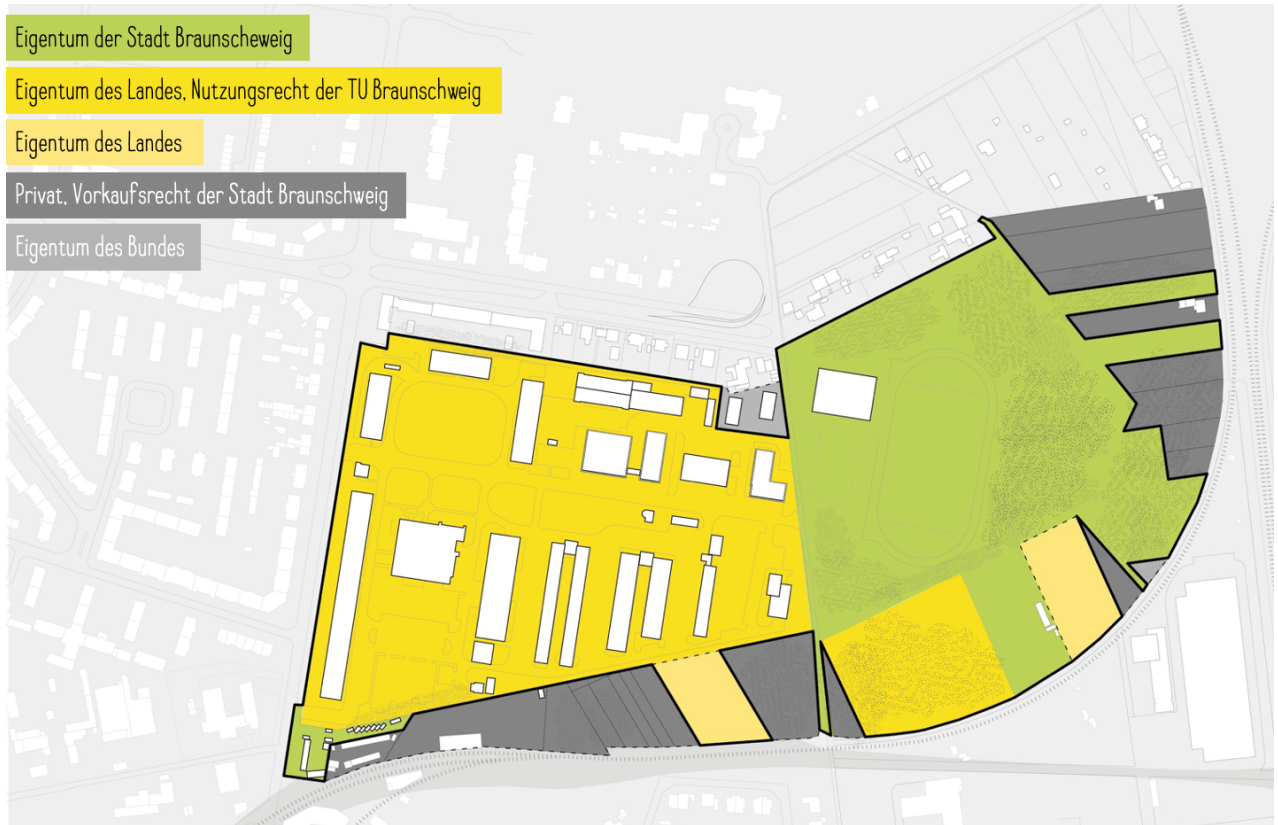 Eigentum der Stadt Braunscheweig
Eigentum des Landes, Nutzungsrecht der TU Braunschweig
Eigentum des Landes
Privat, Vorkaufsrecht der Stadt Braunschweig
Eigentum des Bundes